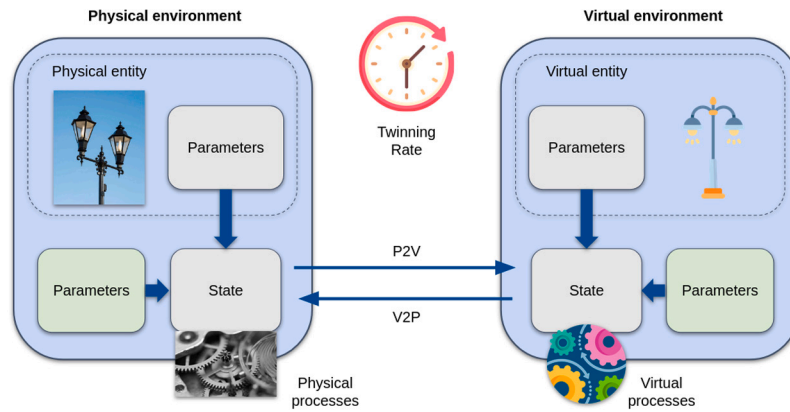 Physical environment
Virtual environment
Physical entity
Virtual entity
Parameters
Parameters
Twinning
Rate
P2V
V2P
Parameters
State
State
Parameters
Physical
processes
Virtual
processes